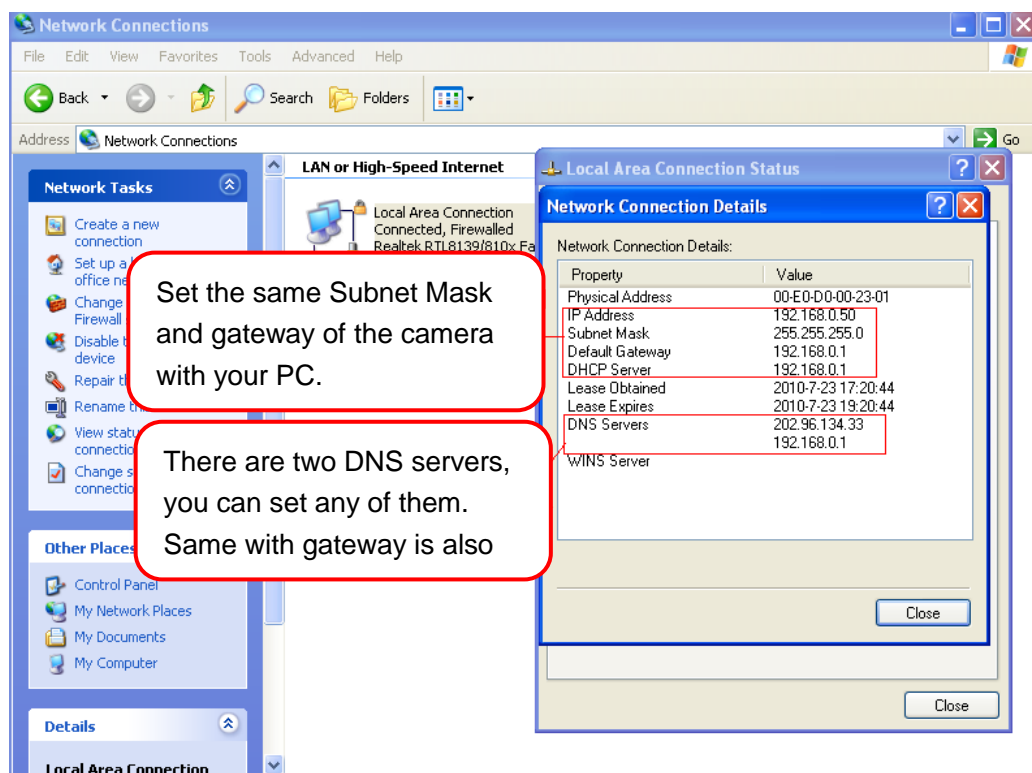 Network Connections
File Edit View Favorites Tools Advanced Help
Back Search Folders
Address Network Connections Go
Network Tasks
Create a new
connection
Set up a
office
Change
Firewall
Disable
device
Repair
Rename
View
Change
Other Places
Control Panel
My Network Places
My Documents
My Computer
Details
Local Area Connection
LAN or High-Speed Internet
Local Area Connection
Connected, Firewalled
Realtek RTL8139/810x
Set the same Subnet Mask
and gateway of the camera
with your PC.
There are two DNS servers,
you can set any of them.
Same with gateway is also
Local Area Connection Status
Network Connection Details
Network Connection Details:
Property Value
Physical Address 00-E0-D0-00-23-01
IP Address 192.168.0.50
Subnet Mask 255.255.255.0
Default Gateway 192.168.0.1
DHCP Server 192.168.0.1
Lease Obtained 2010-7-23 17:20:44
Lease Expires 2010-7-23 19:20:44
DNS Servers 202.96.134.33
192.168.0.1
WINS Server
Close
Close